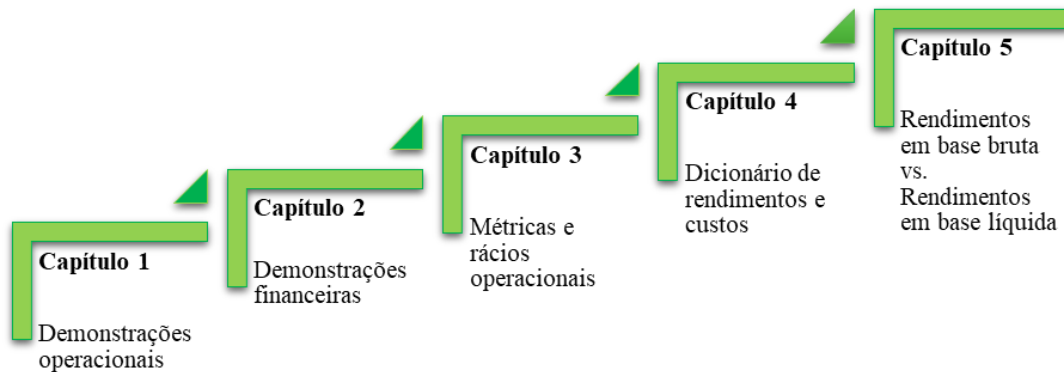 Capítulo 1
Demonstrações
operacionais
Capítulo 2
Demonstrações
financeiras
Capítulo 3
Métricas e
rácios
operacionais
Capítulo 4
Dicionário de
rendimentos e
custos
Capítulo 5
Rendimentos
em base bruta
vs.
Rendimentos
em base líquida